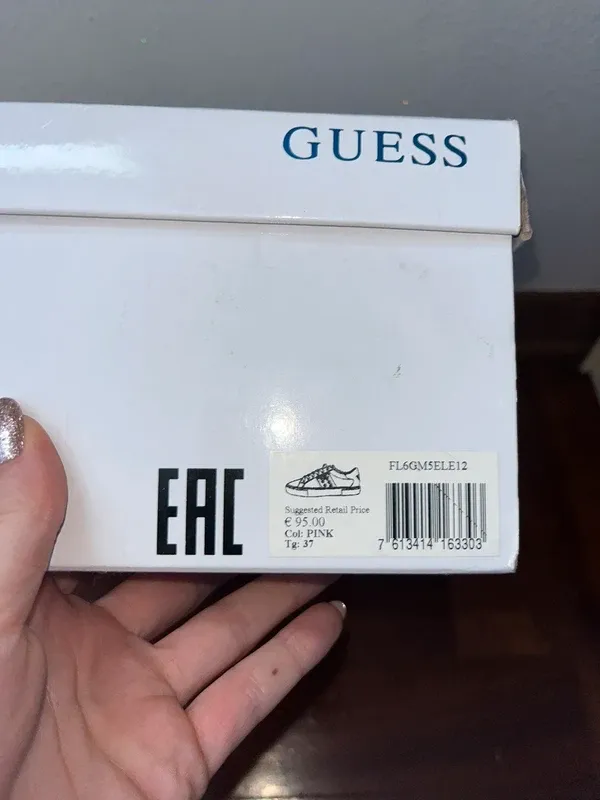 GUESS
EAC
FL6GM5ELE12
Suggested Retail Price
€ 95.00
Col: PINK
Tg: 37
7 613414 163303